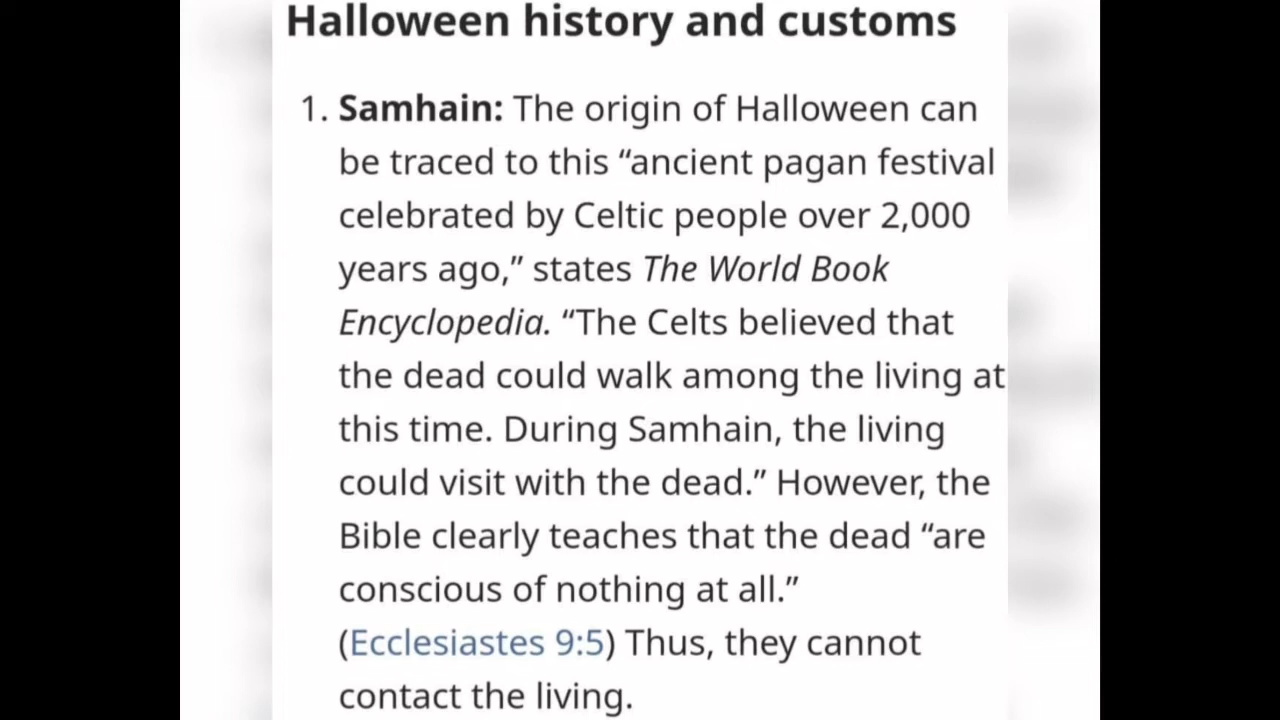 Halloween history and customs
1. Samhain: The origin of Halloween can
be traced to this “ancient pagan festival
celebrated by Celtic people over 2,000
years ago,” states The World Book
Encyclopedia. “The Celts believed that
the dead could walk among the living at
this time. During Samhain, the living
could visit with the dead.” However, the
Bible clearly teaches that the dead “are
conscious of nothing at all.”
(Ecclesiastes 9:5) Thus, they cannot
contact the living.